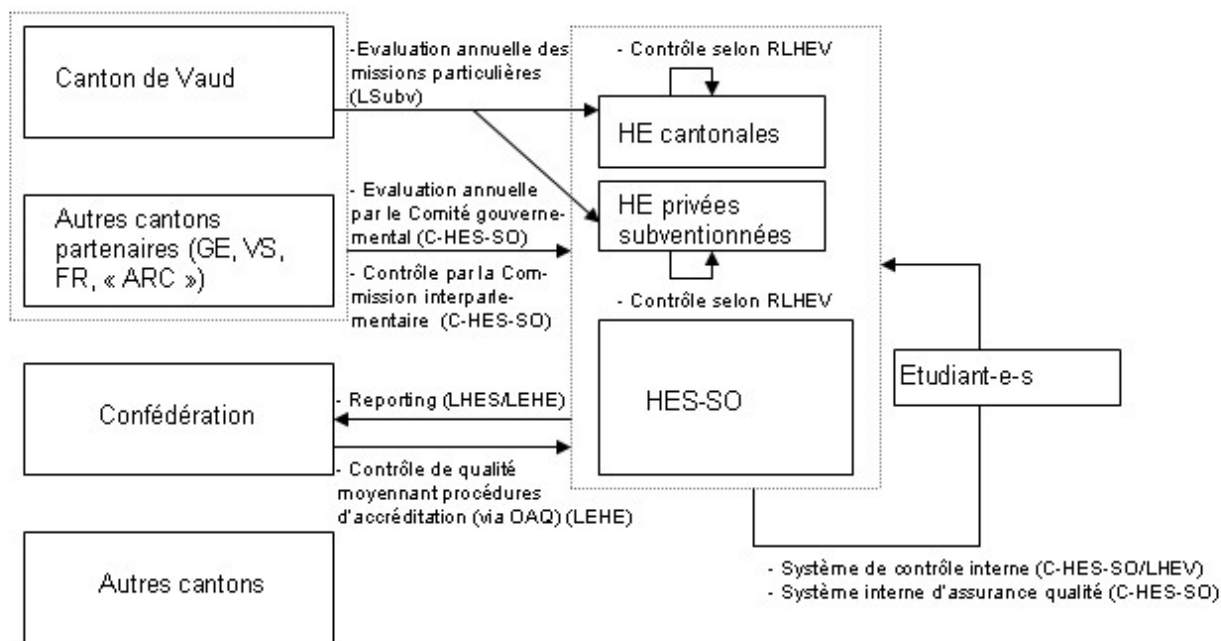 Canton de Vaud
-Evaluation annuelle des
missions particulières
(LSubv)
- Contrôle selon RLHEV
HE cantonales
Autres cantons
partenaires (GE, VS,
FR, « ARC »)
- Evaluation annuelle
par le Comité gouverne-
mental (C-HES-SO)
- Contrôle par la Com-
mission interparle-
mentaire (C-HES-SO)
HE privées
subventionnées
- Contrôle selon RLHEV
HES-SO
Etudiant-e-s
Confédération
- Reporting (LHES/LEHE)
- Contrôle de qualité
moyennant procédures
d'accréditation (via OAQ) (LEHE)
Autres cantons
- Système de contrôle interne (C-HES-SO/LHEV)
- Système interne d'assurance qualité (C-HES-SO)